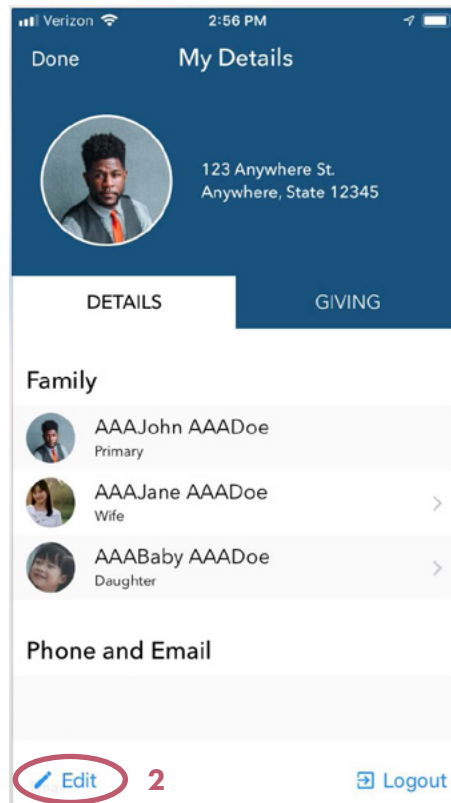 Verizon 2:56 PM
Done My Details
123 Anywhere St.
Anywhere, State 12345
DETAILS GIVING
Family
AAAJohn AAADoe
Primary
AAAJane AAADoe
Wife
AAABaby AAADoe
Daughter
Phone and Email
Edit 2 Logout